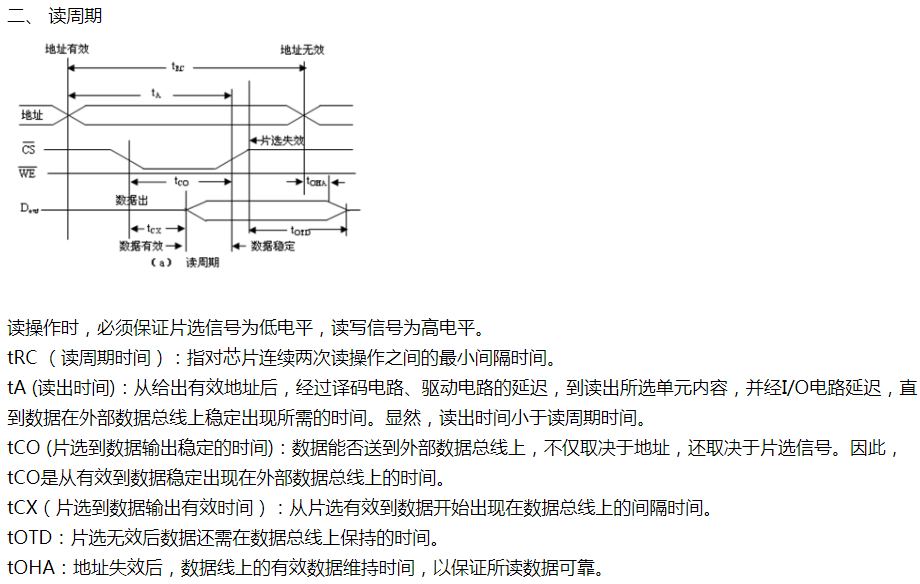 二、 读周期
地址有效
地址无效
tRC
tA
地址
片选失效
CS
WE
tCO
tOHA
数据出
Dout
tCX
tOTD
数据有效
数据稳定
(a) 读周期
读操作时，必须保证片选信号为低电平，读写信号为高电平。
tRC （ 读周期时间 ）：指对芯片连续两次读操作之间的最小间隔时间。
tA (读出时间)：从给出有效地址后，经过译码电路、驱动电路的延迟，到读出所选单元内容，并经I/O电路延迟，直
到数据在外部数据总线上稳定出现所需的时间。显然，读出时间小于读周期时间。
tCO (片选到数据输出稳定的时间)：数据能否送到外部数据总线上，不仅取决于地址，还取决于片选信号。因此，
tCO是从有效到数据稳定出现在外部数据总线上的时间。
tCX（ 片选到数据输出有效时间 ）：从片选有效到数据开始出现在数据总线上的间隔时间。
tOTD：片选无效后数据还需在数据总线上保持的时间。
tOHA：地址失效后，数据线上的有效数据维持时间，以保证所读数据可靠。